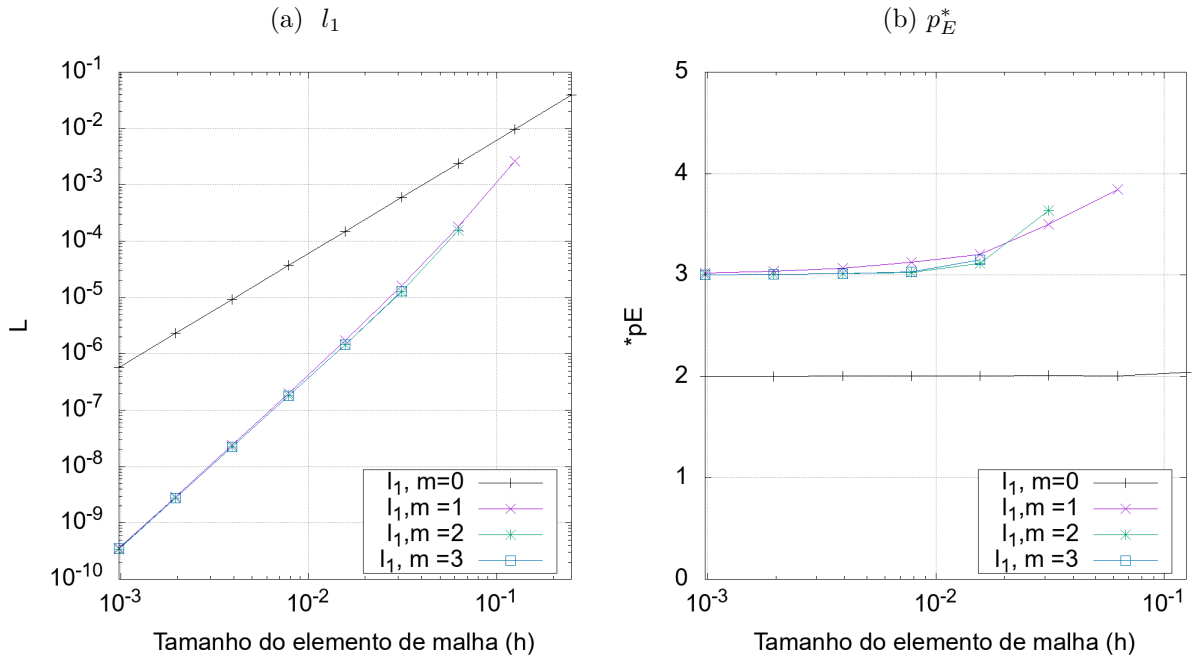 (a) l₁
10⁻¹
10⁻²
10⁻³
10⁻⁴
10⁻⁵
10⁻⁶
10⁻⁷
10⁻⁸
10⁻⁹
10⁻¹⁰
L
l₁, m=0
l₁,m =1
l₁,m =2
l₁, m =3
10⁻³
10⁻²
10⁻¹
Tamanho do elemento de malha (h)
(b) p*_E
5
4
3
2
1
0
*pE
l₁, m=0
l₁,m =1
l₁,m =2
l₁, m =3
10⁻³
10⁻²
10⁻¹
Tamanho do elemento de malha (h)